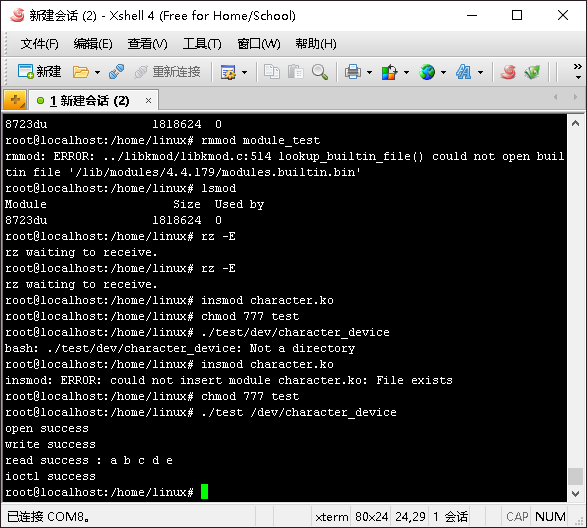 新建会话 (2) - Xshell 4 (Free for Home/School)
文件(F) 编辑(E) 查看(V) 工具(T) 窗口(W) 帮助(H)
新建 重新连接
1 新建会话 (2)
8723du 1818624 0
root@localhost:/home/linux# rmmod module_test
rmmod: ERROR: ../libkmod/libkmod.c:514 lookup_builtin_file() could not open buil
tin file '/lib/modules/4.4.179/modules.builtin.bin'
root@localhost:/home/linux# lsmod
Module Size Used by
8723du 1818624 0
root@localhost:/home/linux# rz -E
rz waiting to receive.
root@localhost:/home/linux# rz -E
rz waiting to receive.
root@localhost:/home/linux# insmod character.ko
root@localhost:/home/linux# chmod 777 test
root@localhost:/home/linux# ./test/dev/character_device
bash: ./test/dev/character_device: Not a directory
root@localhost:/home/linux# insmod character.ko
insmod: ERROR: could not insert module character.ko: File exists
root@localhost:/home/linux# chmod 777 test
root@localhost:/home/linux# ./test /dev/character_device
open success
write success
read success : a b c d e
ioctl success
root@localhost:/home/linux#
已连接 COM8。 xterm 80x24 24,29 1 会话 CAP NUM